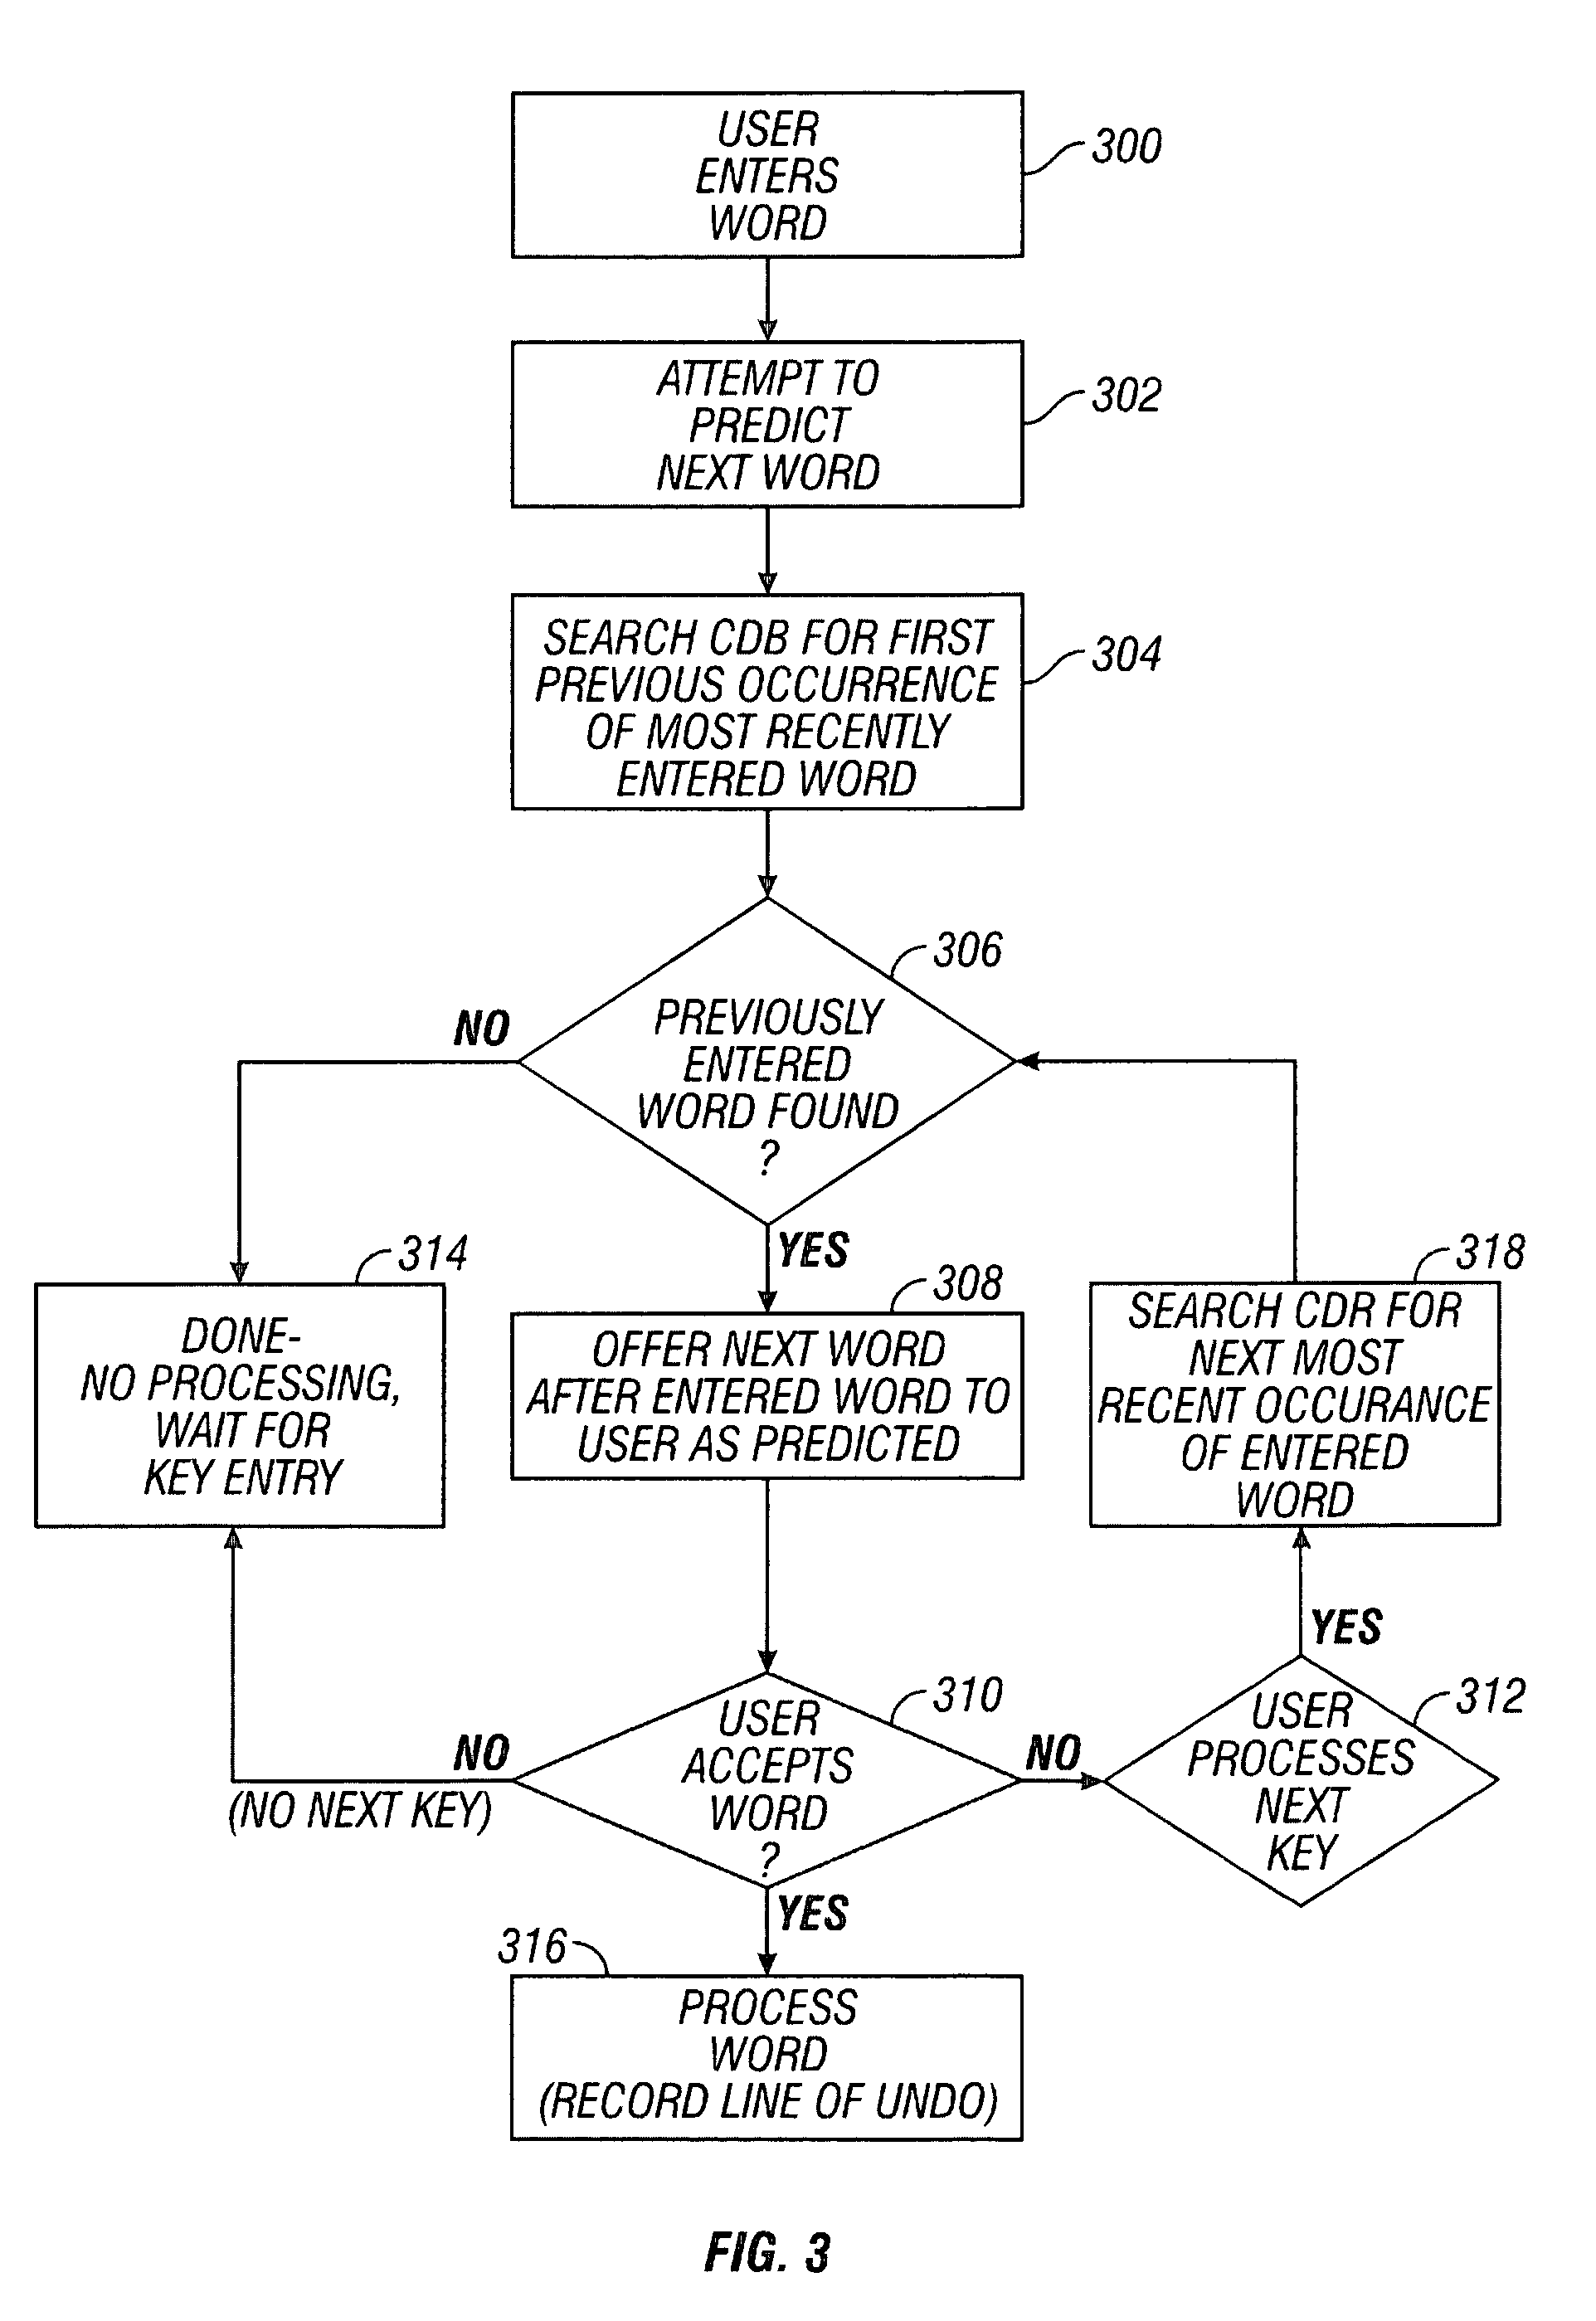 USER
ENTERS
WORD
300
ATTEMPT TO
PREDICT
NEXT WORD
302
SEARCH CDB FOR FIRST
PREVIOUS OCCURRENCE
OF MOST RECENTLY
ENTERED WORD
304
306
PREVIOUSLY
ENTERED
WORD FOUND
?
NO
YES
314
DONE-
NO PROCESSING,
WAIT FOR
KEY ENTRY
308
OFFER NEXT WORD
AFTER ENTERED WORD TO
USER AS PREDICTED
318
SEARCH CDR FOR
NEXT MOST
RECENT OCCURANCE
OF ENTERED
WORD
YES
310
USER
ACCEPTS
WORD
?
NO
(NO NEXT KEY)
NO
312
USER
PROCESSES
NEXT
KEY
YES
316
PROCESS
WORD
(RECORD LINE OF UNDO)
FIG. 3